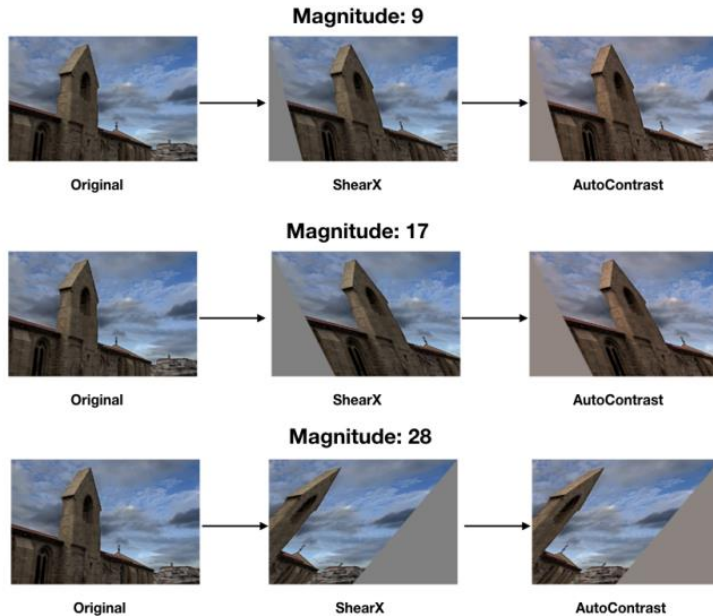 Magnitude: 9
Original
ShearX
AutoContrast
Magnitude: 17
Original
ShearX
AutoContrast
Magnitude: 28
Original
ShearX
AutoContrast